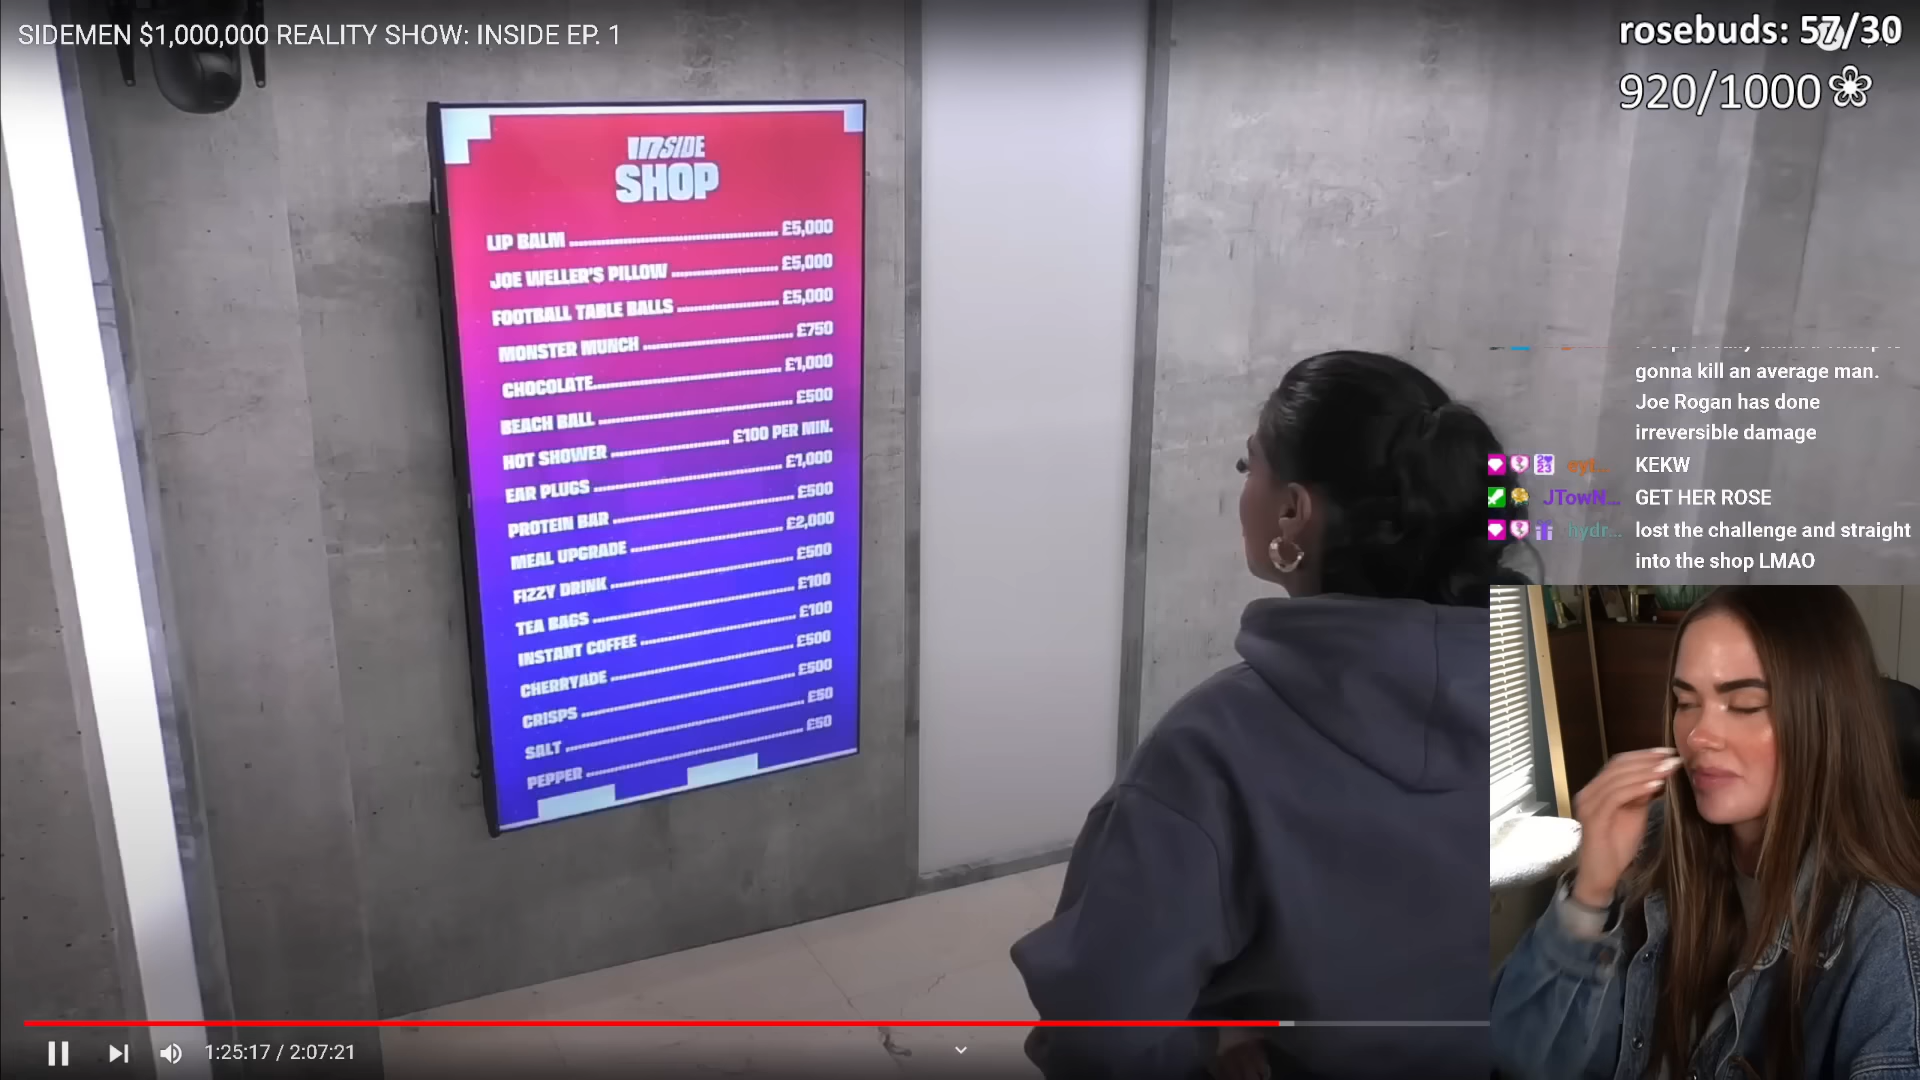 SIDEMEN $1,000,000 REALITY SHOW: INSIDE EP. 1
rosebuds: 57/30
920/1000
INSIDE
SHOP
LIP BALM £5,000
JOE WELLER'S PILLOW £5,000
FOOTBALL TABLE BALLS £5,000
MONSTER MUNCH £750
CHOCOLATE £1,000
BEACH BALL £500
HOT SHOWER £100 PER MIN.
EAR PLUGS £1,000
PROTEIN BAR £500
MEAL UPGRADE £2,000
FIZZY DRINK £500
TEA BAGS £100
INSTANT COFFEE £100
CHERRYADE £500
CRISPS £500
SALT £50
PEPPER £50
gonna kill an average man.
Joe Rogan has done
irreversible damage
KEKW
JTowN... GET HER ROSE
hydr... lost the challenge and straight
into the shop LMAO
1:25:17 / 2:07:21